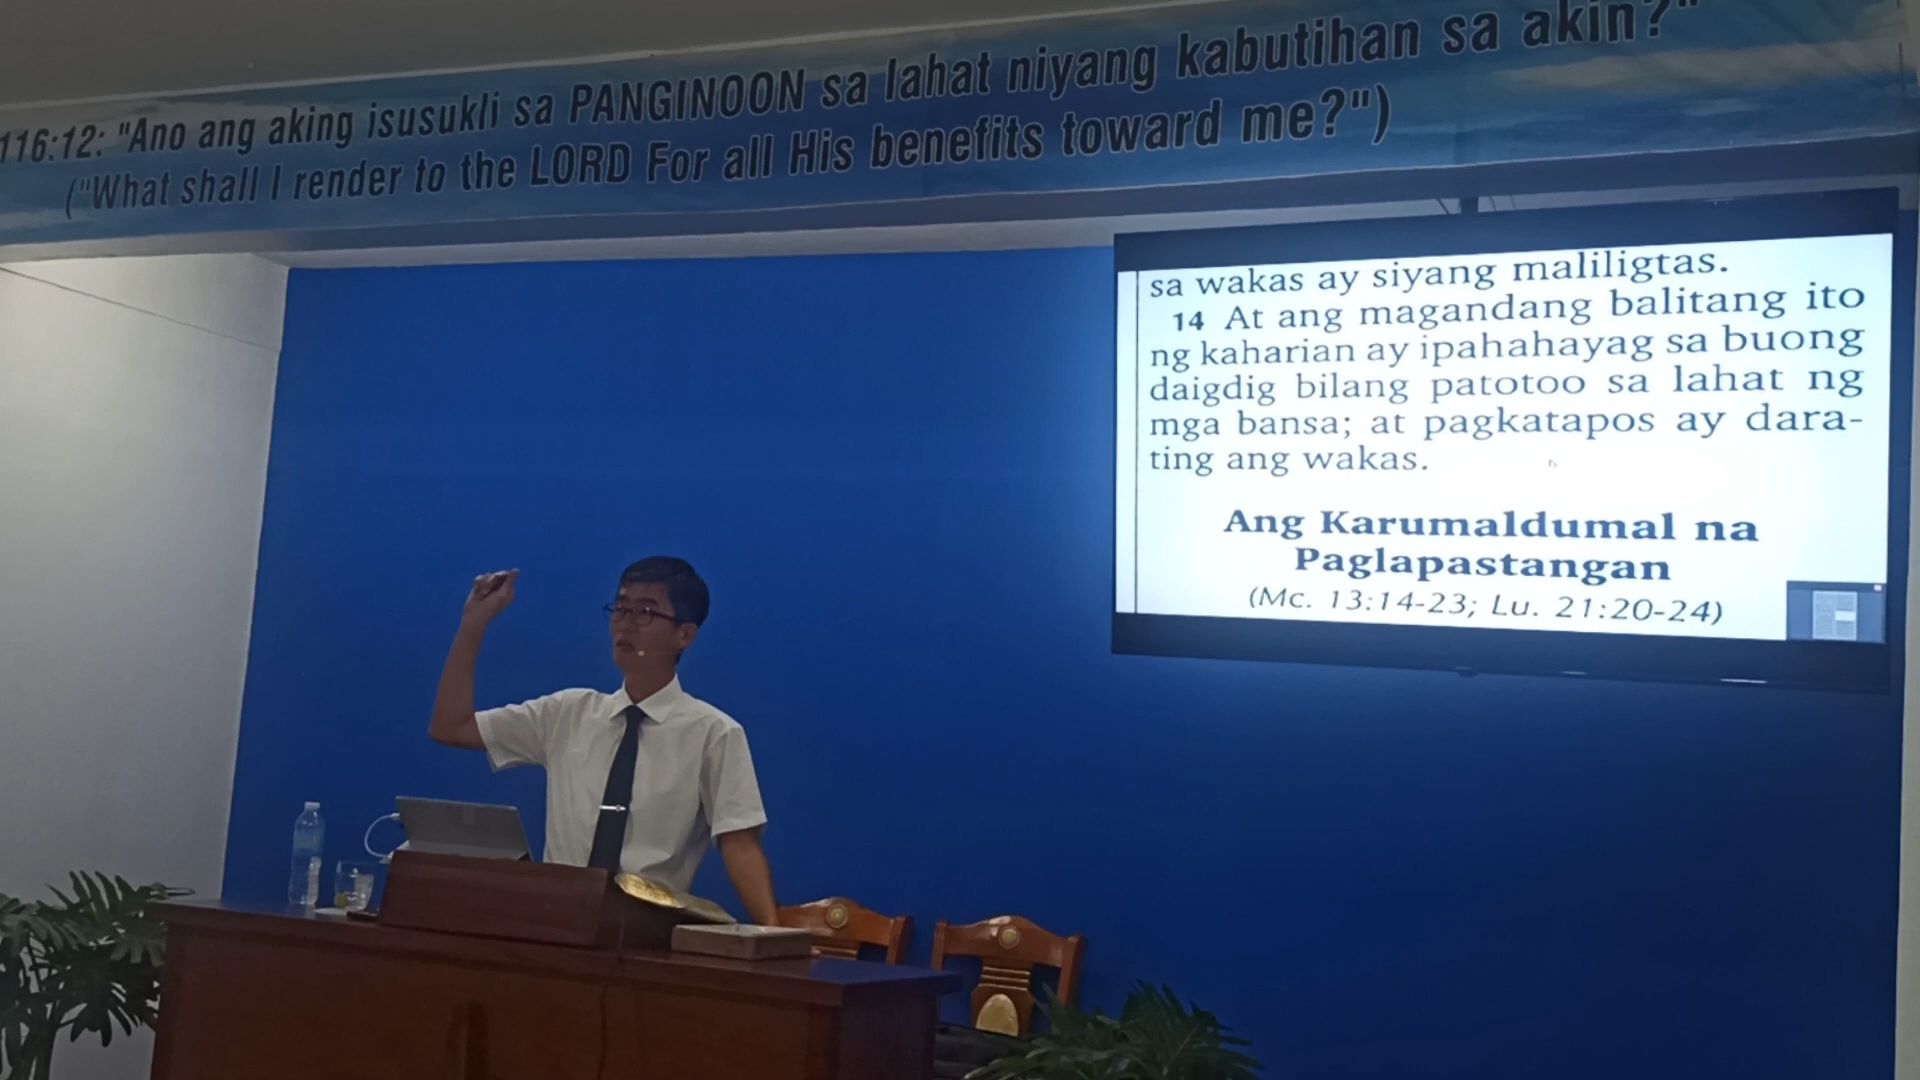 116:12: "Ano ang aking isusukli sa PANGINOON sa lahat niyang kabutihan sa akin?"
("What shall I render to the LORD For all His benefits toward me?")
sa wakas ay siyang maliligtas.
14 At ang magandang balitang ito
ng kaharian ay ipahahayag sa buong
daigdig bilang patotoo sa lahat ng
mga bansa; at pagkatapos ay dara-
ting ang wakas.
Ang Karumaldumal na
Paglapastangan
(Mc. 13:14-23; Lu. 21:20-24)